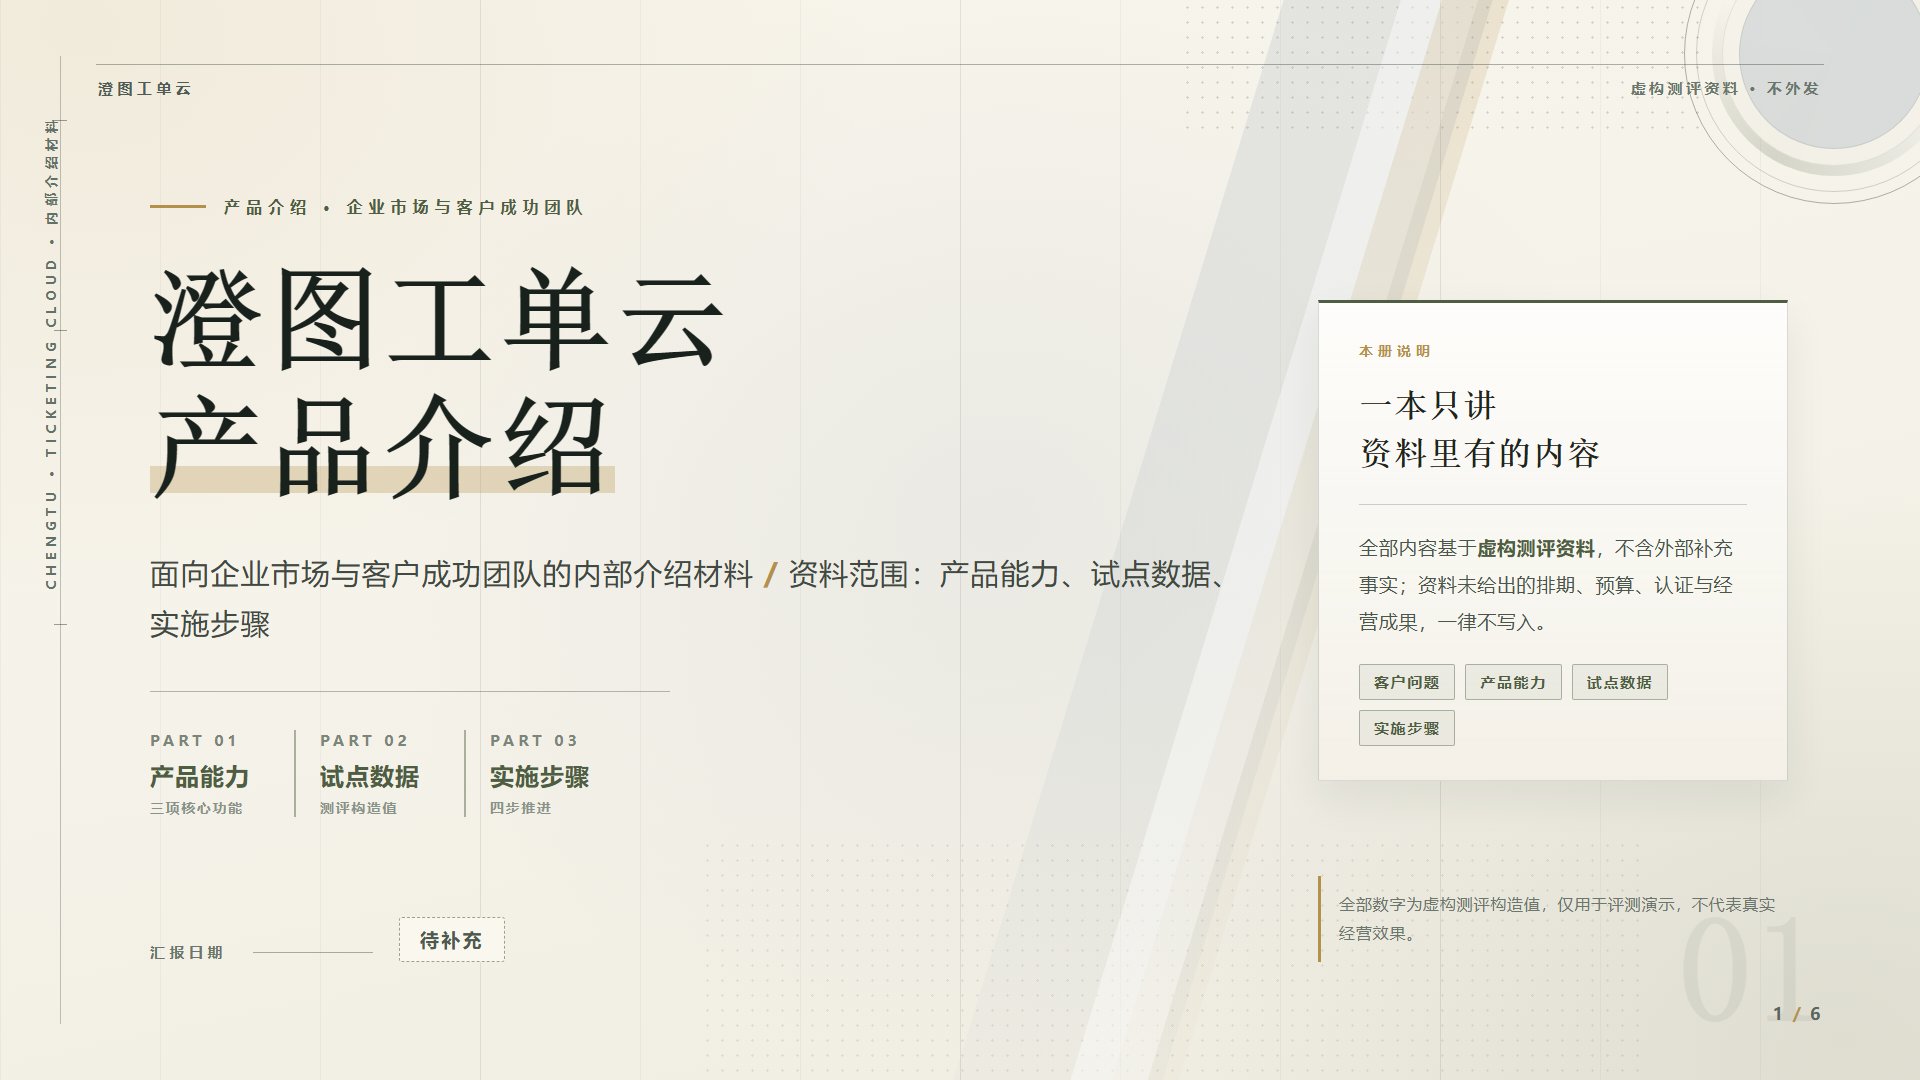 澄图工单云
虚构测评资料 • 不外发
CHENGTU • TICKETING CLOUD • 内部介绍材料
产品介绍 • 企业市场与客户成功团队
澄图工单云
产品介绍
面向企业市场与客户成功团队的内部介绍材料 / 资料范围：产品能力、试点数据、
实施步骤
PART 01
产品能力
三项核心功能
PART 02
试点数据
测评构造值
PART 03
实施步骤
四步推进
汇报日期
待补充
本册说明
一本只讲
资料里有的内容
全部内容基于虚构测评资料，不含外部补充
事实；资料未给出的排期、预算、认证与经
营成果，一律不写入。
客户问题
产品能力
试点数据
实施步骤
全部数字为虚构测评构造值，仅用于评测演示，不代表真实
经营效果。
01
1 / 6